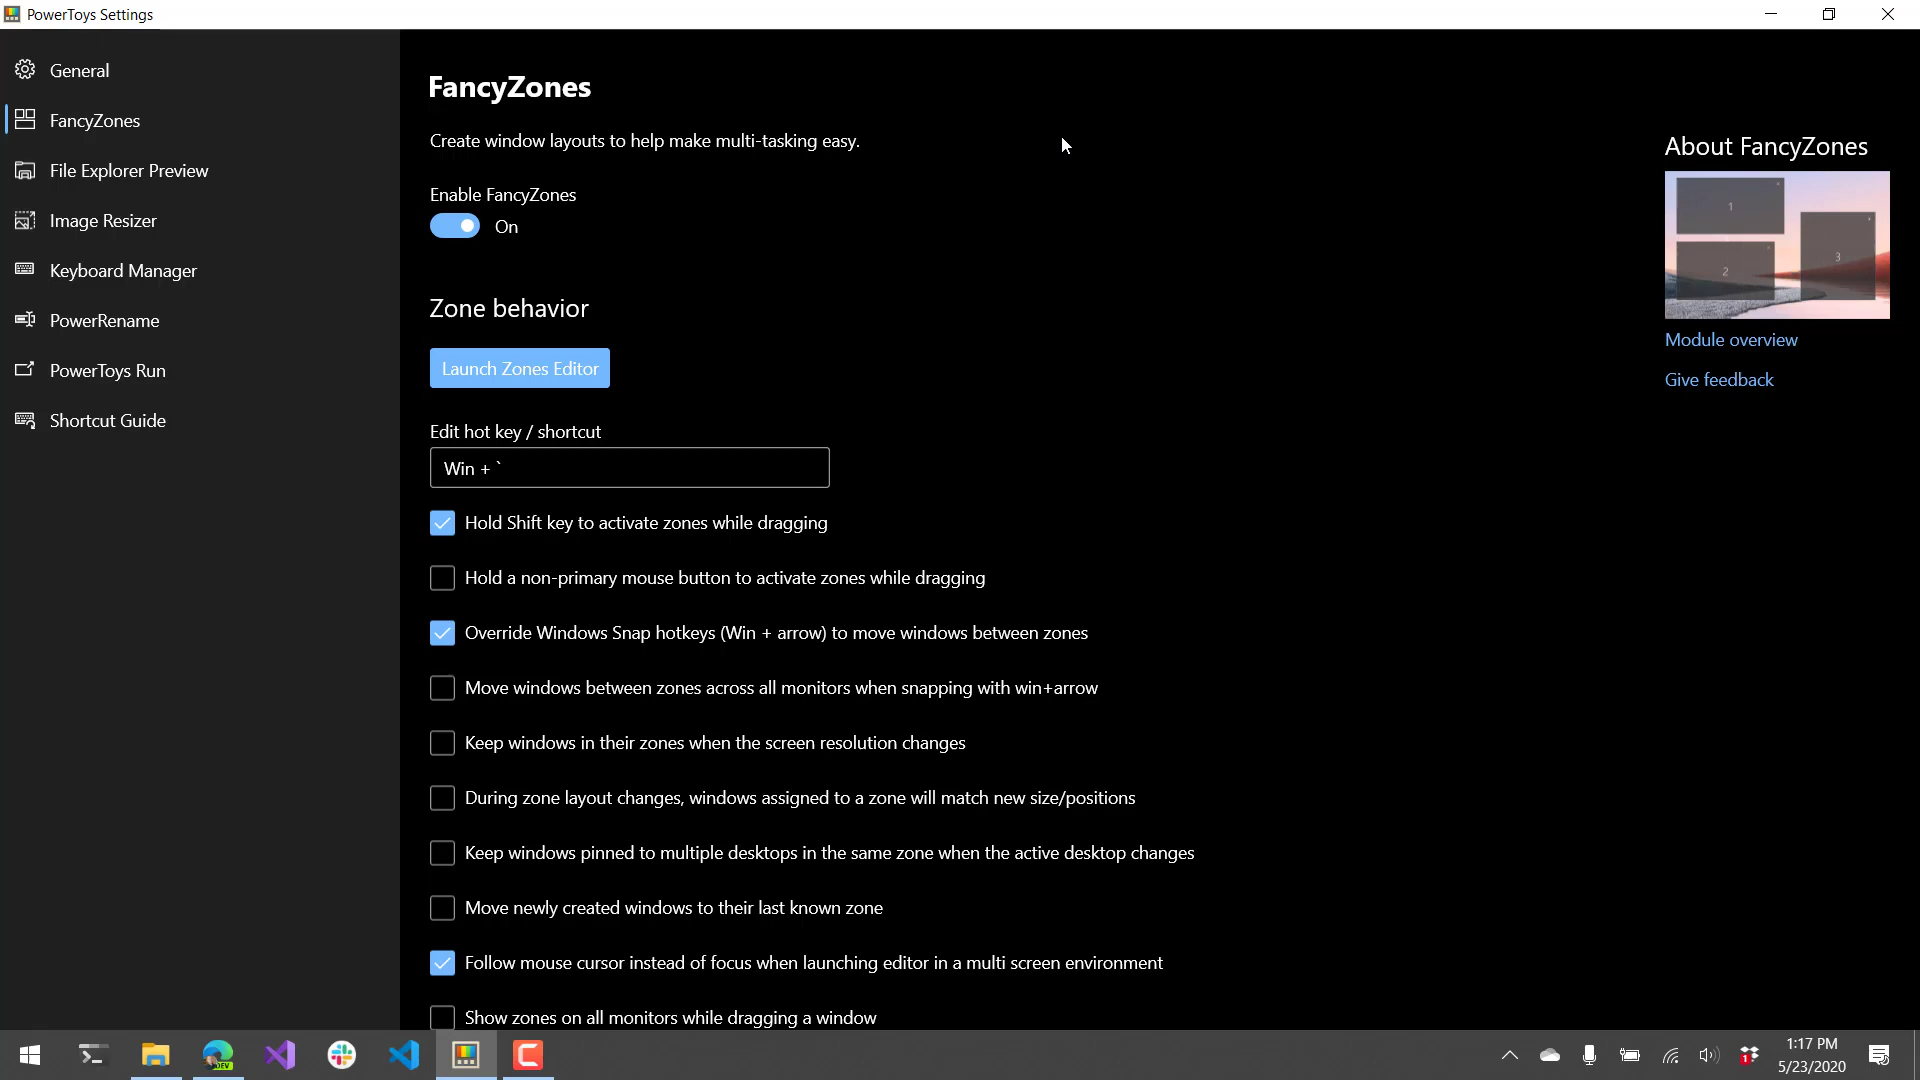 PowerToys Settings
General
FancyZones
File Explorer Preview
Image Resizer
Keyboard Manager
PowerRename
PowerToys Run
Shortcut Guide
FancyZones
Create window layouts to help make multi-tasking easy.
Enable FancyZones
On
Zone behavior
Launch Zones Editor
Edit hot key / shortcut
Win + `
Hold Shift key to activate zones while dragging
Hold a non-primary mouse button to activate zones while dragging
Override Windows Snap hotkeys (Win + arrow) to move windows between zones
Move windows between zones across all monitors when snapping with win+arrow
Keep windows in their zones when the screen resolution changes
During zone layout changes, windows assigned to a zone will match new size/positions
Keep windows pinned to multiple desktops in the same zone when the active desktop changes
Move newly created windows to their last known zone
Follow mouse cursor instead of focus when launching editor in a multi screen environment
Show zones on all monitors while dragging a window
About FancyZones
1
2
3
Module overview
Give feedback
DEV
1
1:17 PM
5/23/2020